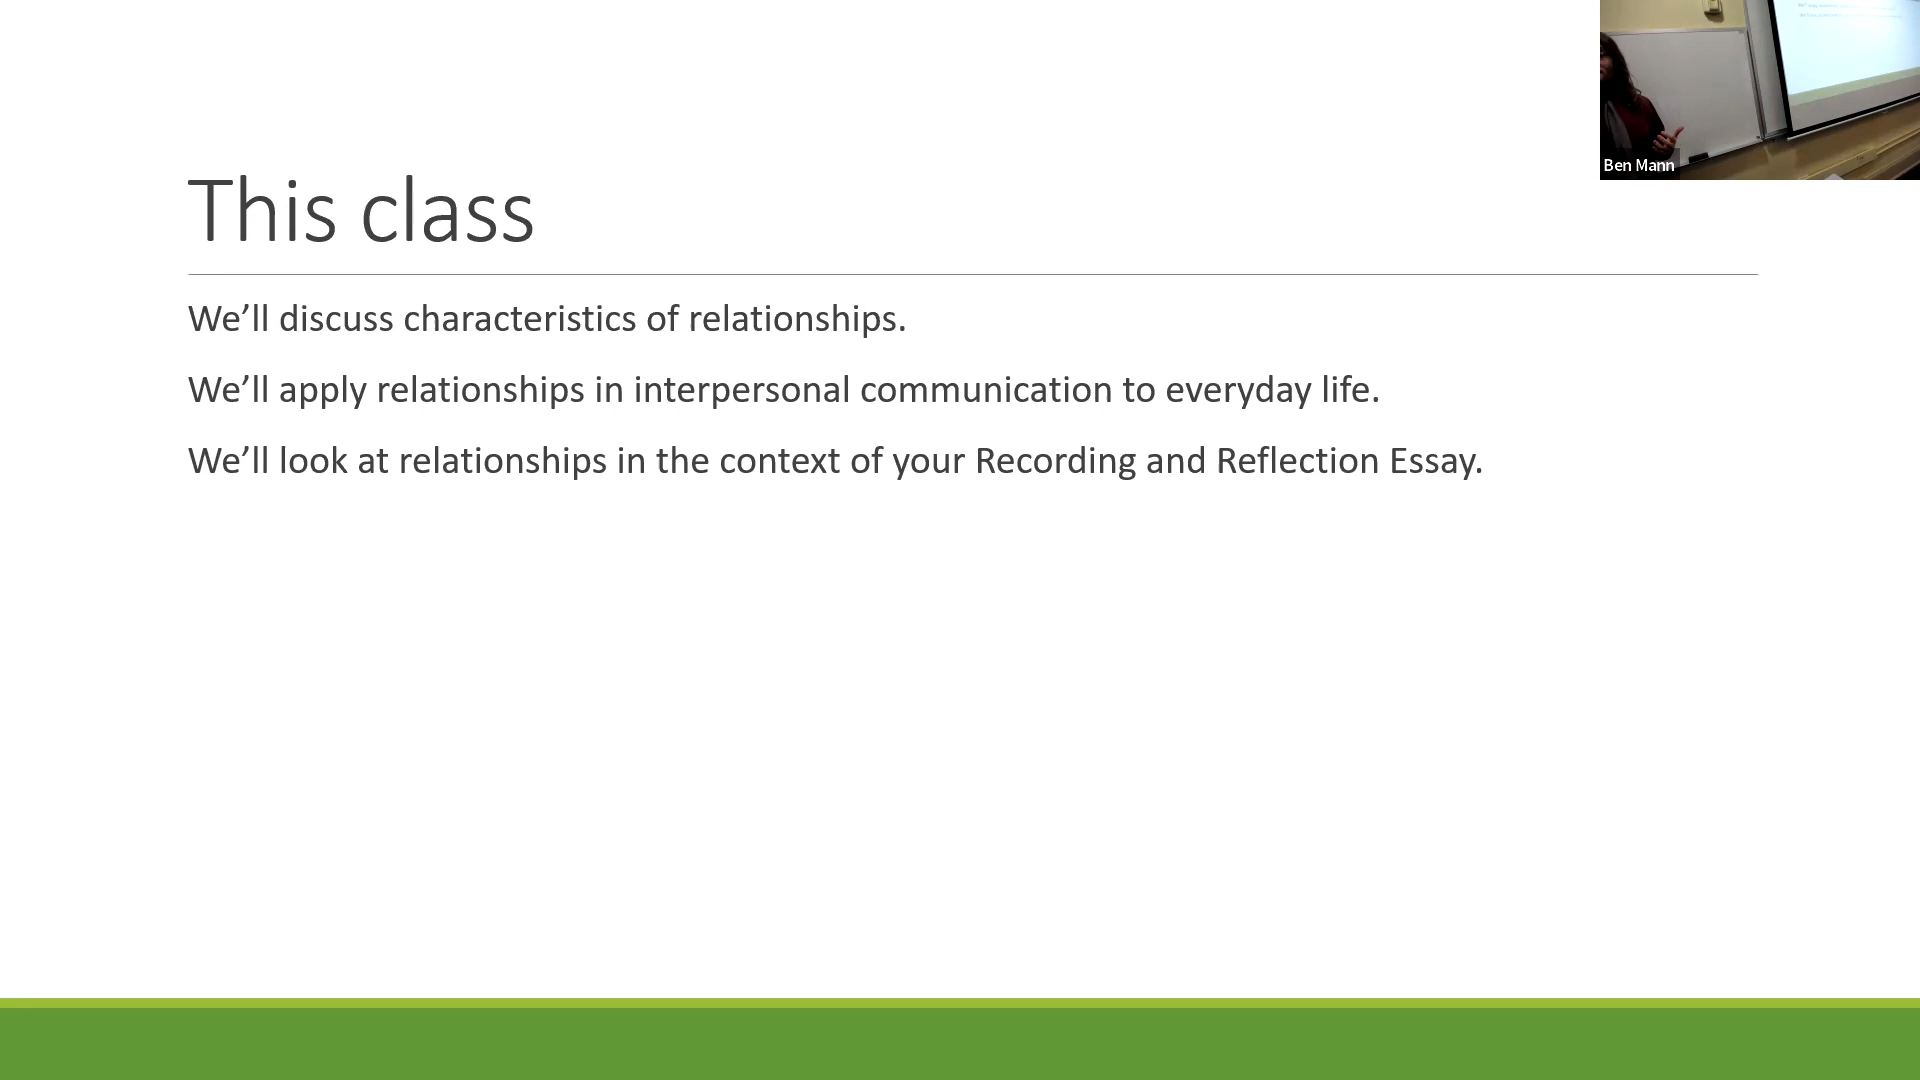 This class
We’ll discuss characteristics of relationships.
We’ll apply relationships in interpersonal communication to everyday life.
We’ll look at relationships in the context of your Recording and Reflection Essay.
Ben Mann